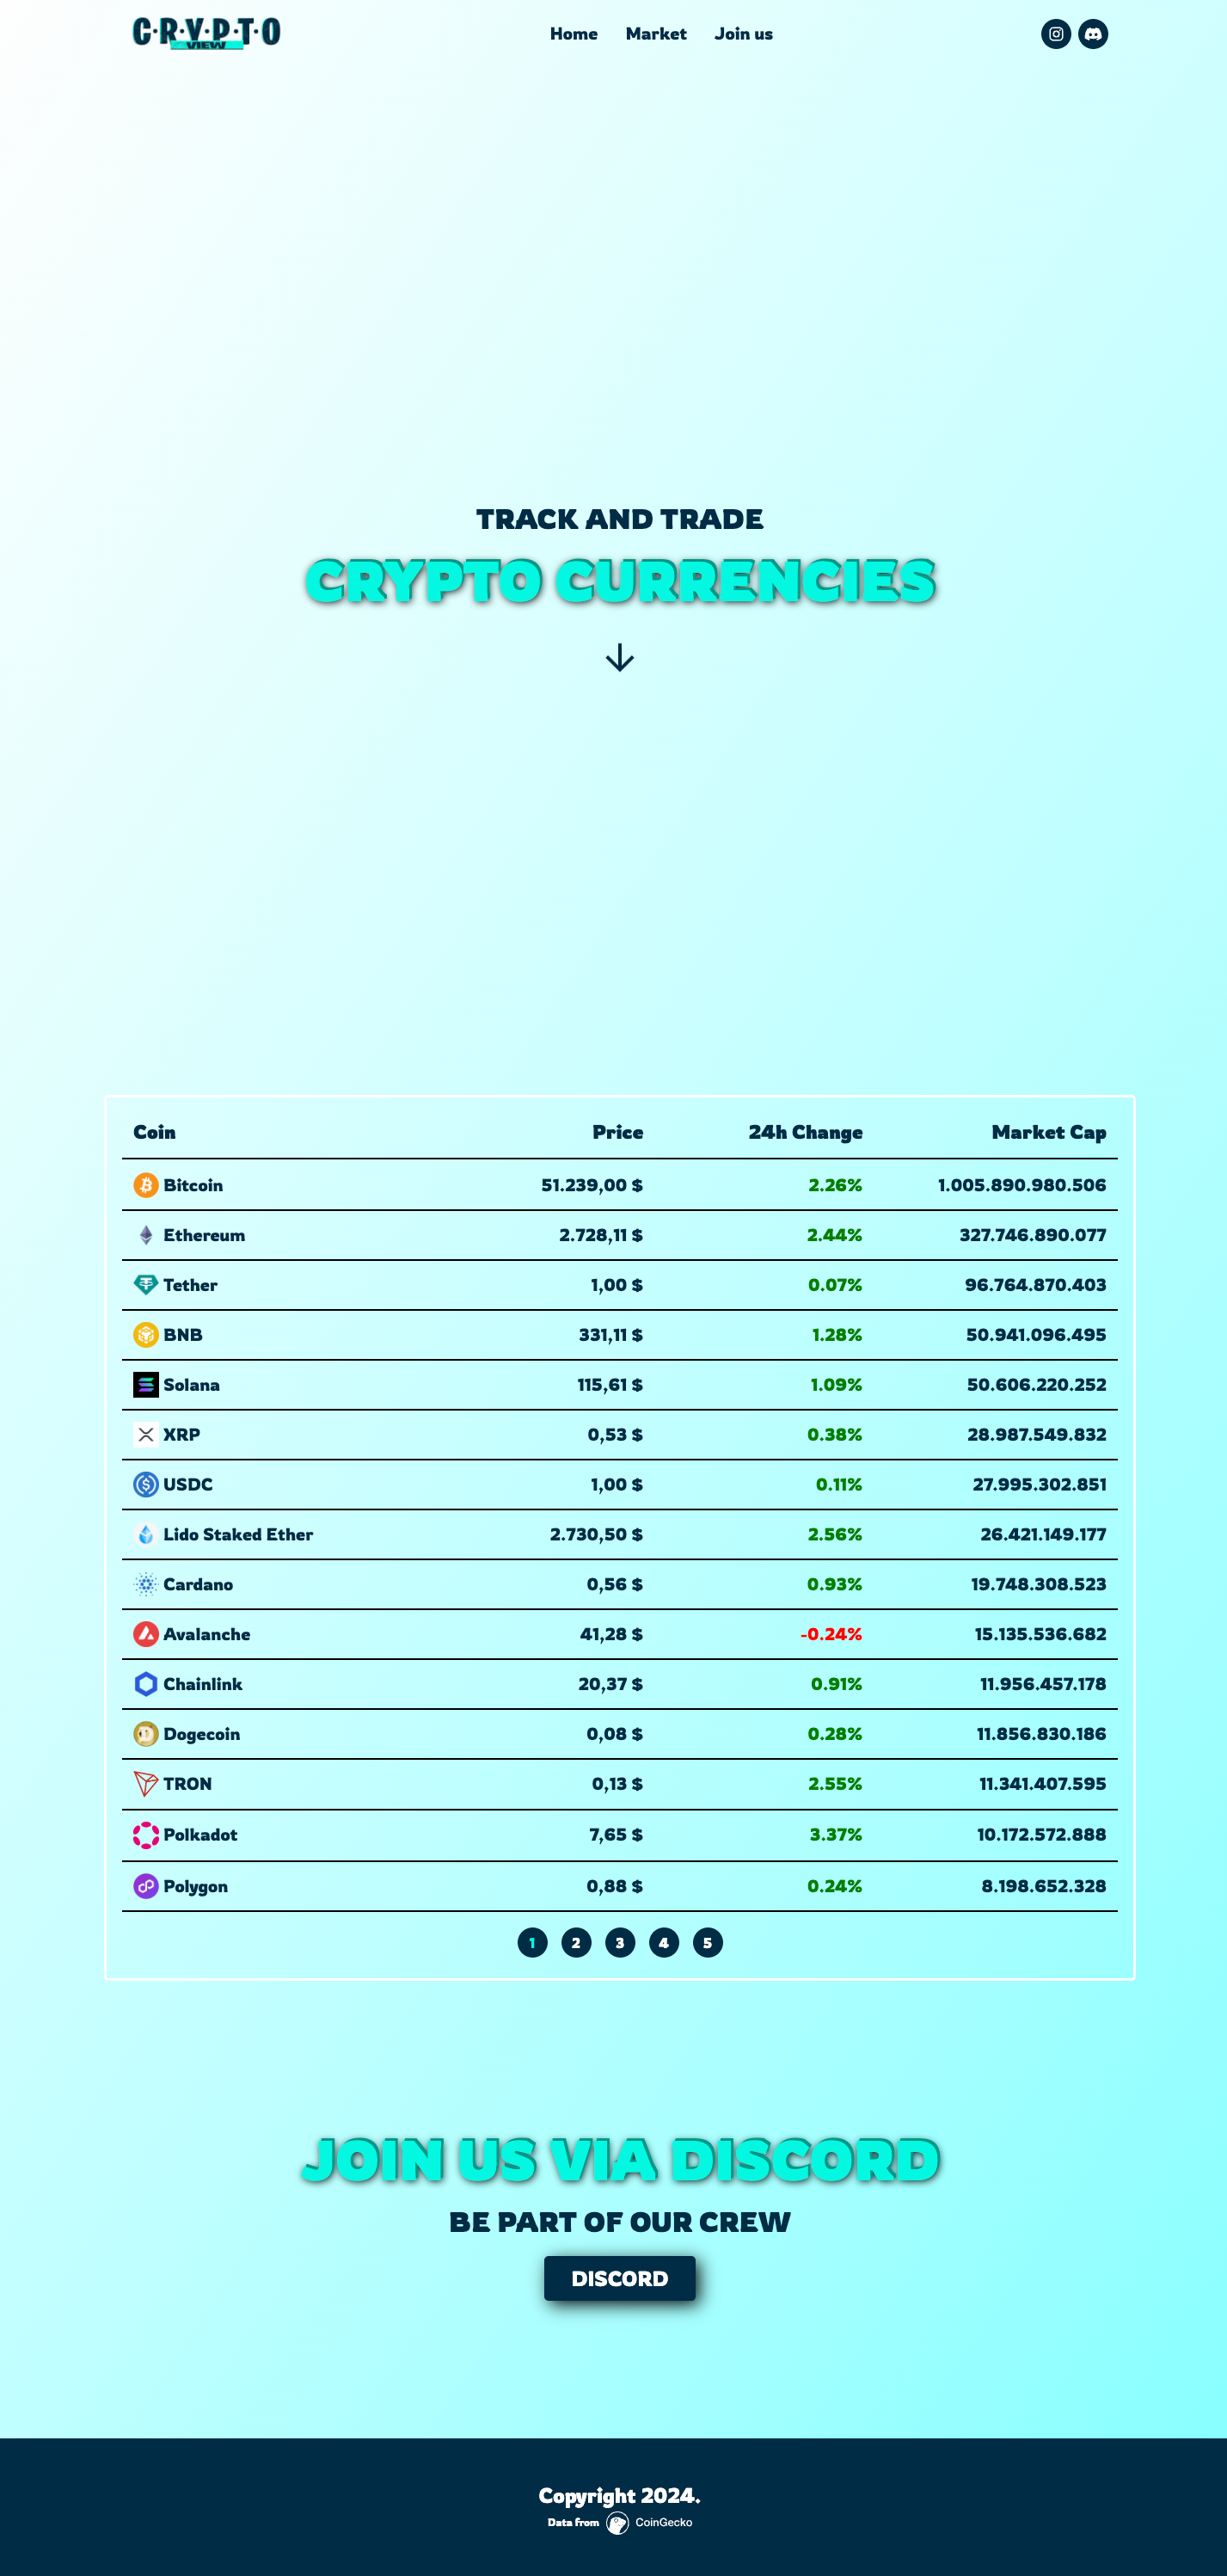 C·R·Y·P·T·O
VIEW
Home Market Join us
TRACK AND TRADE
CRYPTO CURRENCIES
Coin Price 24h Change Market Cap
Bitcoin 51.239,00 $ 2.26% 1.005.890.980.506
Ethereum 2.728,11 $ 2.44% 327.746.890.077
Tether 1,00 $ 0.07% 96.764.870.403
BNB 331,11 $ 1.28% 50.941.096.495
Solana 115,61 $ 1.09% 50.606.220.252
XRP 0,53 $ 0.38% 28.987.549.832
USDC 1,00 $ 0.11% 27.995.302.851
Lido Staked Ether 2.730,50 $ 2.56% 26.421.149.177
Cardano 0,56 $ 0.93% 19.748.308.523
Avalanche 41,28 $ -0.24% 15.135.536.682
Chainlink 20,37 $ 0.91% 11.956.457.178
Dogecoin 0,08 $ 0.28% 11.856.830.186
TRON 0,13 $ 2.55% 11.341.407.595
Polkadot 7,65 $ 3.37% 10.172.572.888
Polygon 0,88 $ 0.24% 8.198.652.328
1 2 3 4 5
JOIN US VIA DISCORD
BE PART OF OUR CREW
DISCORD
Copyright 2024.
Data from CoinGecko